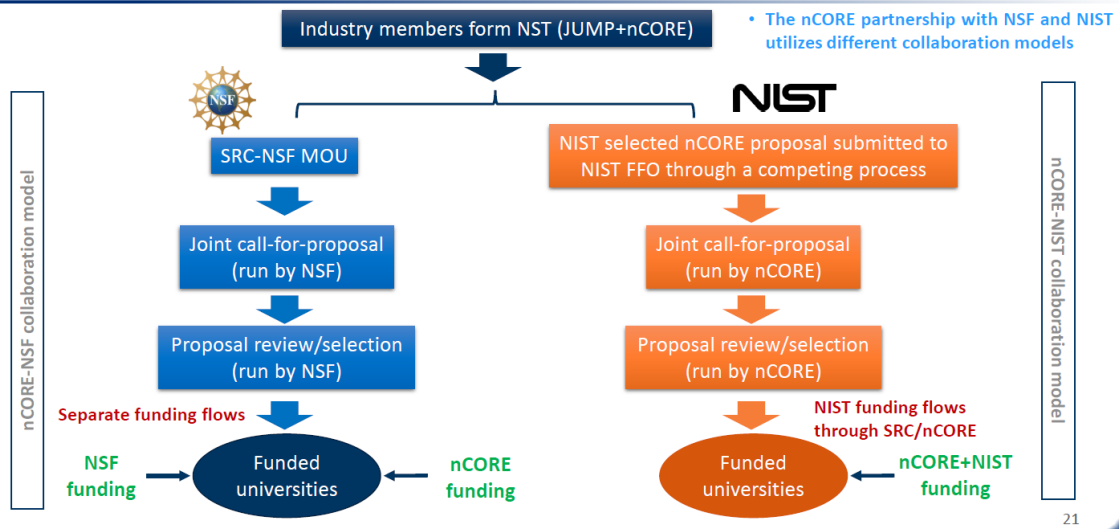 Industry members form NST (JUMP+nCORE)
• The nCORE partnership with NSF and NIST
utilizes different collaboration models
nCORE-NSF collaboration model
NSF
SRC-NSF MOU
Joint call-for-proposal
(run by NSF)
Proposal review/selection
(run by NSF)
Separate funding flows
NSF
funding
Funded
universities
nCORE
funding
NIST
NIST selected nCORE proposal submitted to
NIST FFO through a competing process
Joint call-for-proposal
(run by nCORE)
Proposal review/selection
(run by nCORE)
NIST funding flows
through SRC/nCORE
Funded
universities
nCORE+NIST
funding
nCORE-NIST collaboration model
21